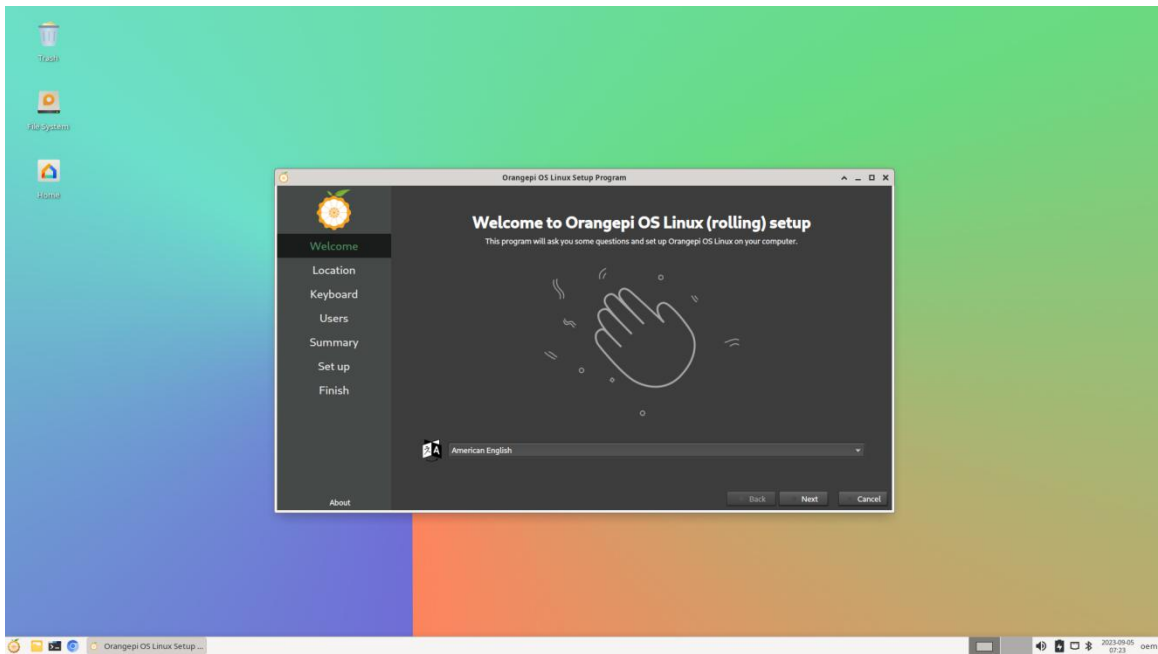 Trash
File System
Home
Orangepi OS Linux Setup Program
Welcome
Location
Keyboard
Users
Summary
Set up
Finish
About
Welcome to Orangepi OS Linux (rolling) setup
This program will ask you some questions and set up Orangepi OS Linux on your computer.
American English
Back Next Cancel
Orangepi OS Linux Setup ...
2023-09-05
07:23
oem